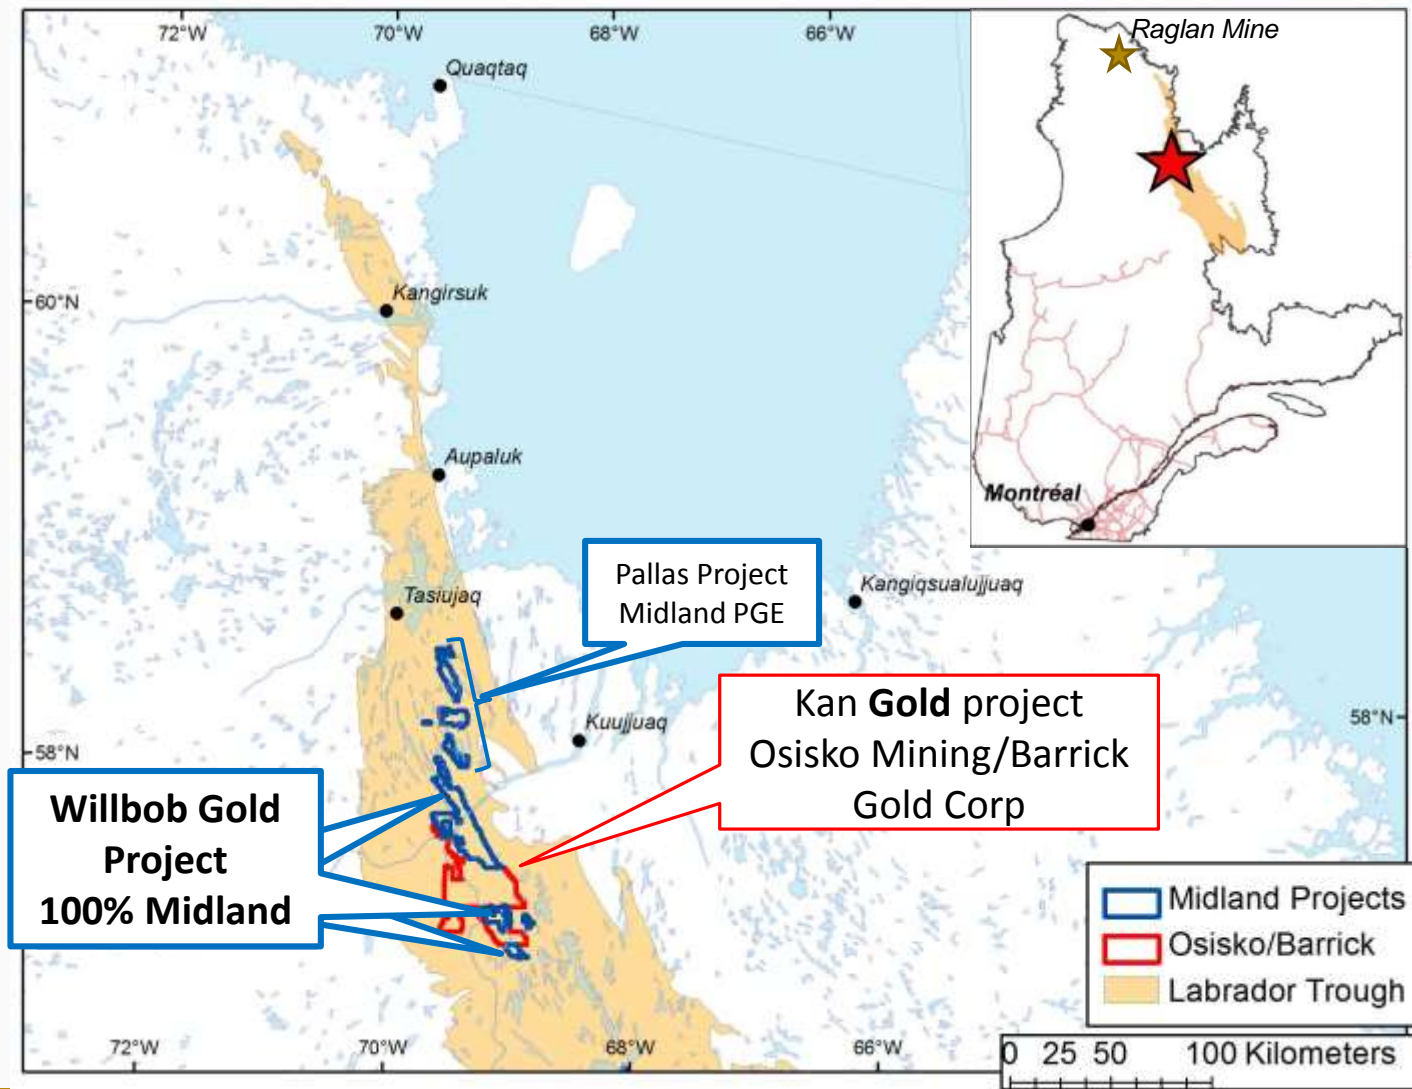 72°W
70°W
68°W
66°W
Raglan Mine
Quaqtaq
60°N
Kangirsuk
Aupaluk
Montréal
Pallas Project
Midland PGE
Tasiujaq
Kangiqsualujjuaq
Kan Gold project
Osisko Mining/Barrick
Gold Corp
Kuujjuaq
58°N
58°N
Willbob Gold
Project
100% Midland
Midland Projects
Osisko/Barrick
Labrador Trough
72°W
70°W
68°W
66°W
0 25 50 100 Kilometers